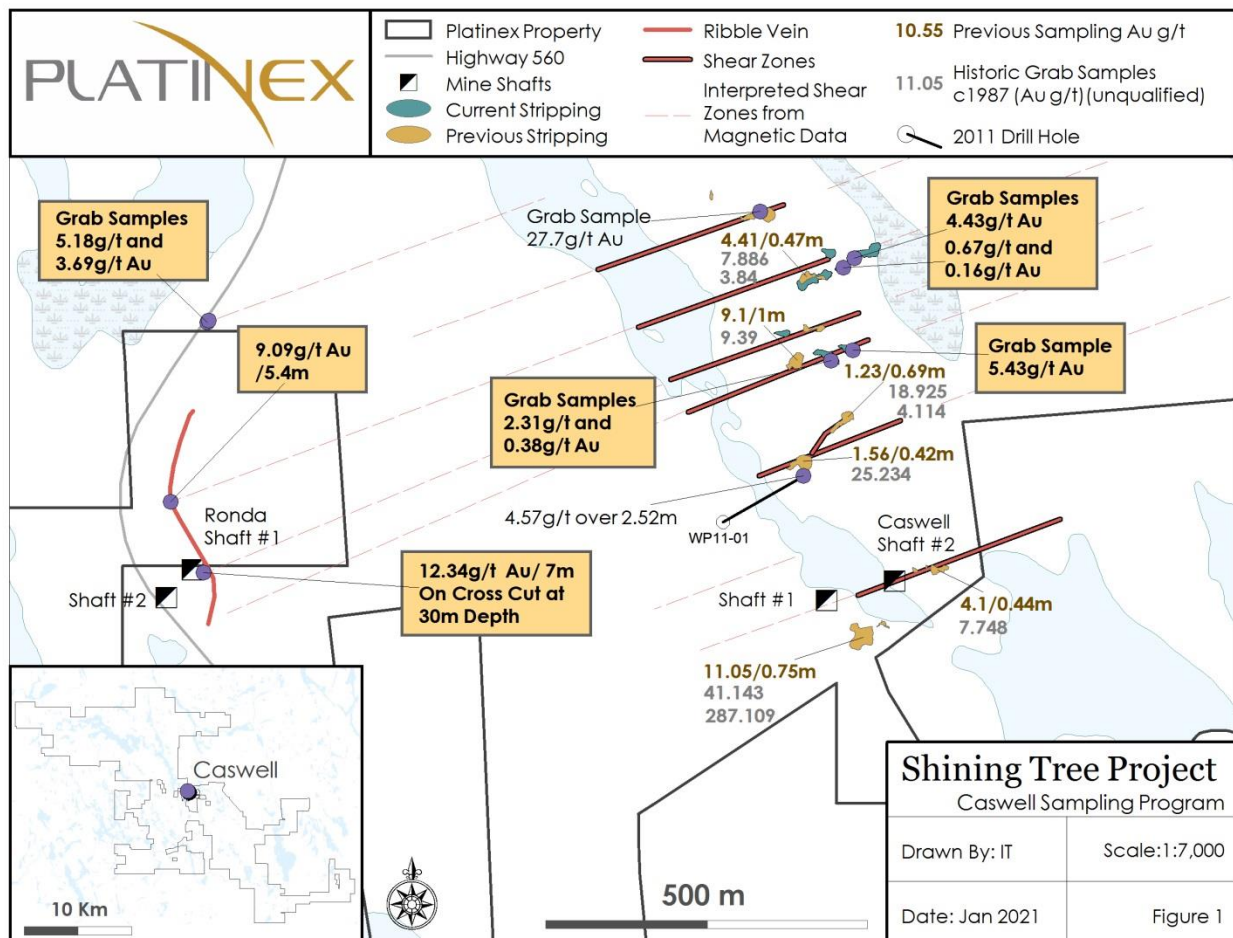 PLATINEX
Platinex Property
Highway 560
Mine Shafts
Current Stripping
Previous Stripping
Ribble Vein
Shear Zones
Interpreted Shear
Zones from
Magnetic Data
10.55 Previous Sampling Au g/t
11.05 Historic Grab Samples
c1987 (Au g/t)(unqualified)
2011 Drill Hole
Grab Samples
5.18g/t and
3.69g/t Au
Grab Sample
27.7g/t Au
4.41/0.47m
7.886
3.84
Grab Samples
4.43g/t Au
0.67g/t and
0.16g/t Au
9.09g/t Au
/5.4m
9.1/1m
9.39
Grab Sample
5.43g/t Au
Grab Samples
2.31g/t and
0.38g/t Au
1.23/0.69m
18.925
4.114
1.56/0.42m
25.234
4.57g/t over 2.52m
WP11-01
Ronda
Shaft #1
Shaft #2
12.34g/t Au/ 7m
On Cross Cut at
30m Depth
Caswell
Shaft #2
Shaft #1
4.1/0.44m
7.748
11.05/0.75m
41.143
287.109
Caswell
10 Km
500 m
Shining Tree Project
Caswell Sampling Program
Drawn By: IT
Scale:1:7,000
Date: Jan 2021
Figure 1